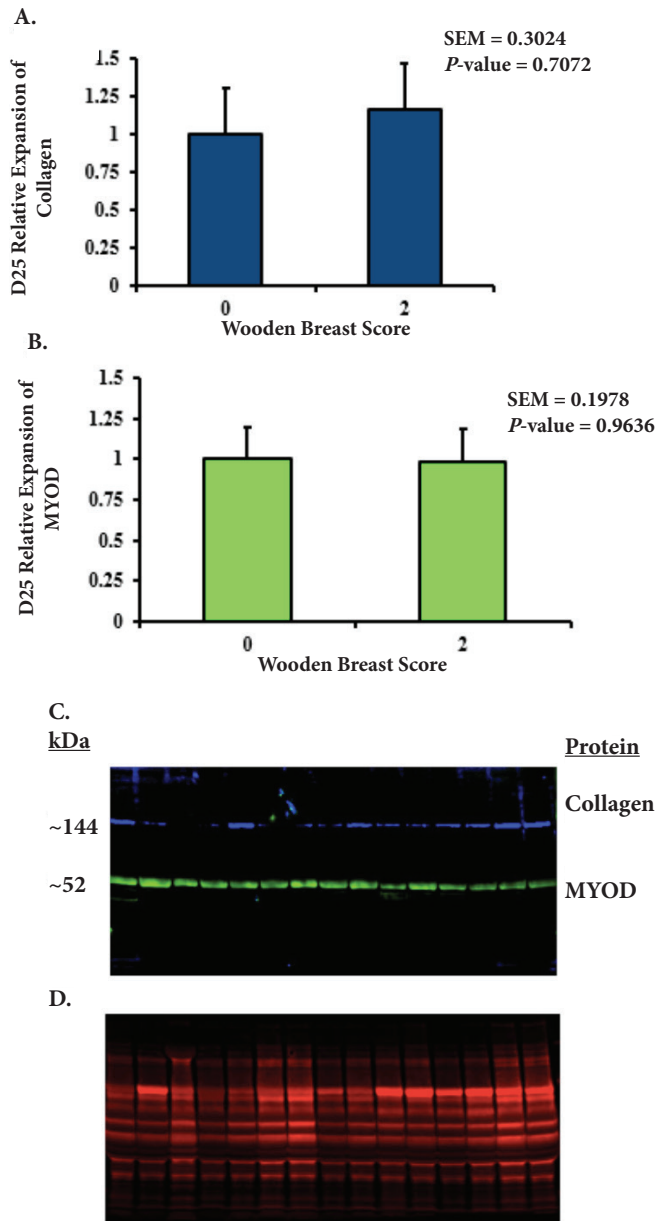 A.
SEM = 0.3024
P-value = 0.7072
D25 Relative Expansion of
Collagen
1.5
1.25
1
0.75
0.5
0.25
0
0
2
Wooden Breast Score
B.
SEM = 0.1978
P-value = 0.9636
D25 Relative Expansion of
MYOD
1.5
1.25
1
0.75
0.5
0.25
0
0
2
Wooden Breast Score
C.
kDa
Protein
Collagen
~144
~52
MYOD
D.